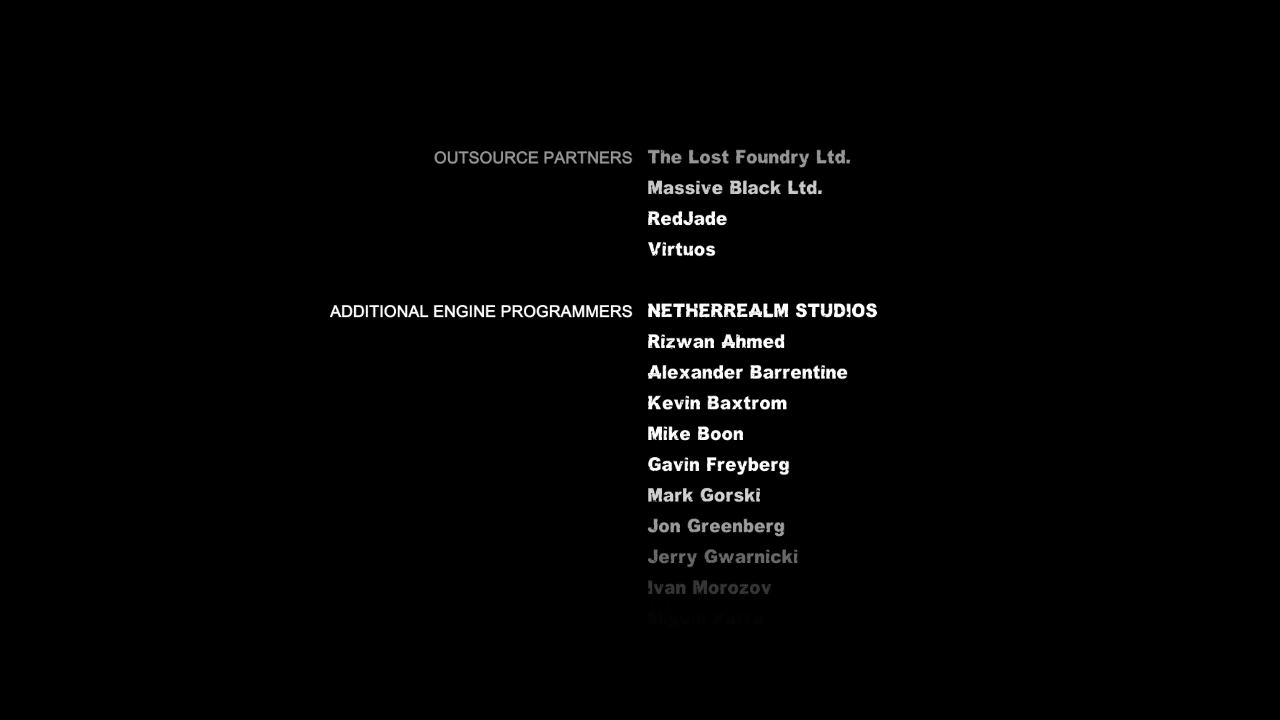 OUTSOURCE PARTNERS The Lost Foundry Ltd.
Massive Black Ltd.
RedJade
Virtuos
ADDITIONAL ENGINE PROGRAMMERS NETHERREALM STUDIOS
Rizwan Ahmed
Alexander Barrentine
Kevin Baxtrom
Mike Boon
Gavin Freyberg
Mark Gorski
Jon Greenberg
Jerry Gwarnicki
Ivan Morozov